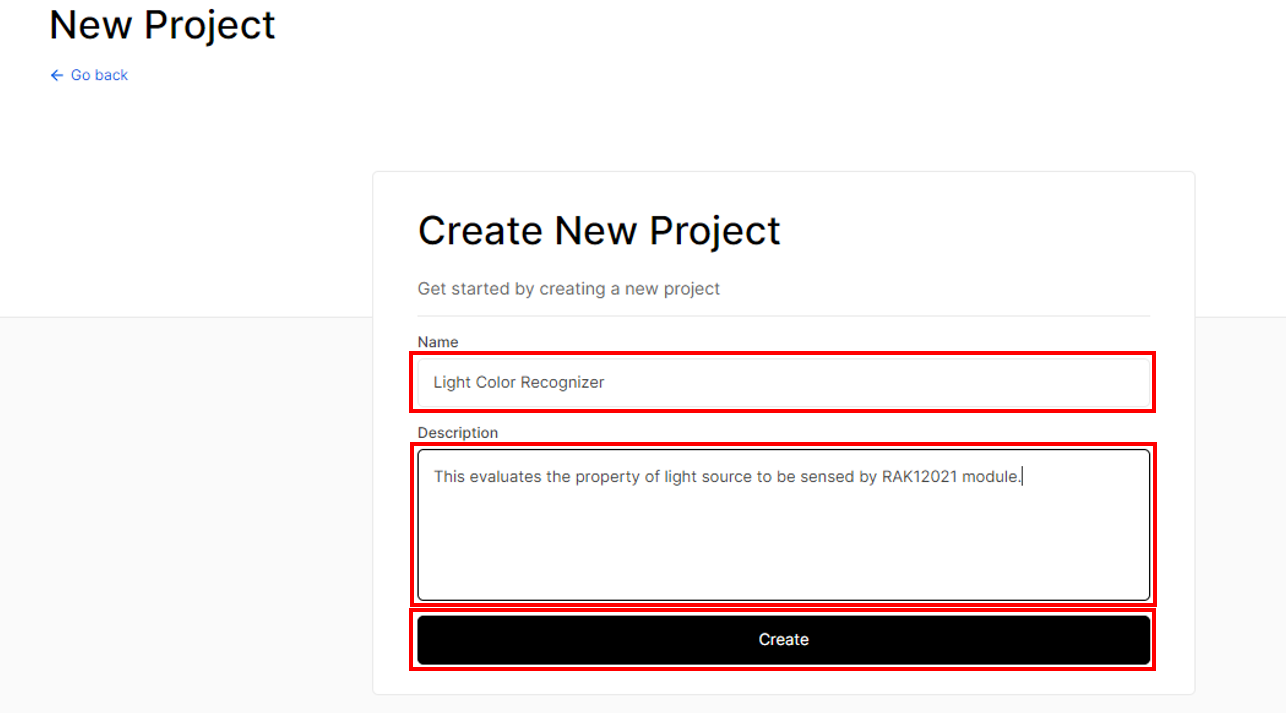 New Project
← Go back
Create New Project
Get started by creating a new project
Name
Light Color Recognizer
Description
This evaluates the property of light source to be sensed by RAK12021 module.
Create